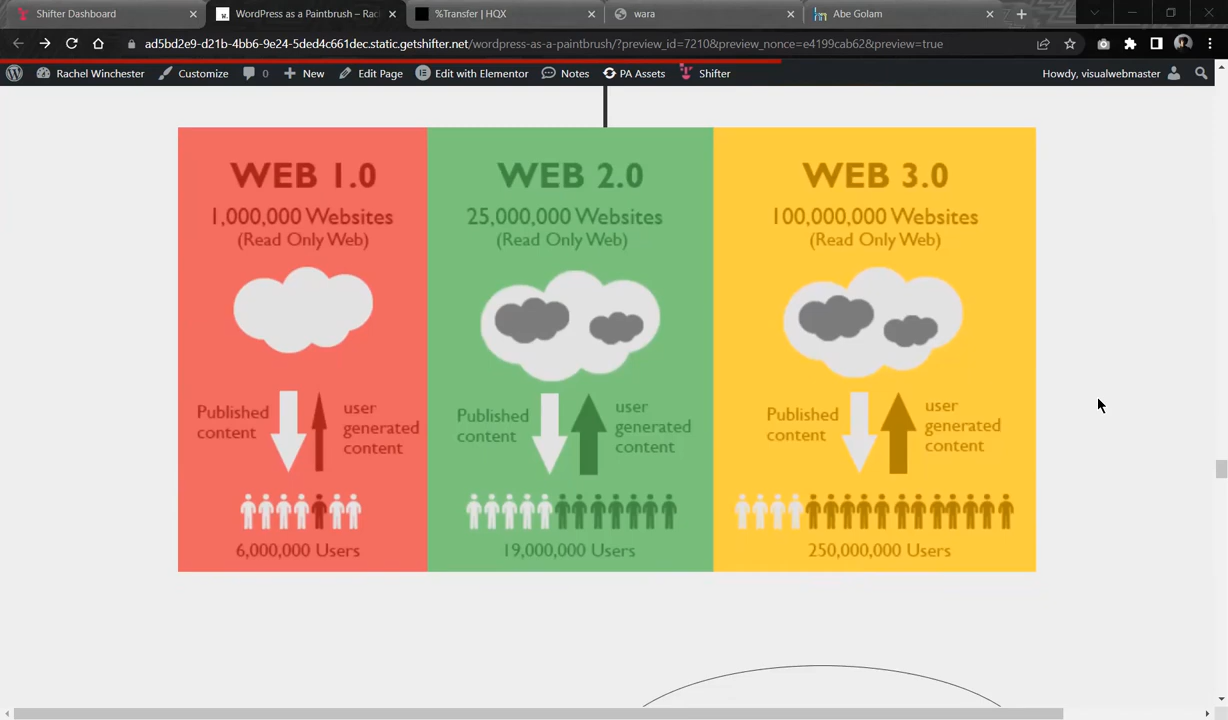 Shifter Dashboard
WordPress as a Paintbrush – Rac
%Transfer | HQX
wara
Abe Golam
ad5bd2e9-d21b-4bb6-9e24-5ded4c661dec.static.getshifter.net/wordpress-as-a-paintbrush/?preview_id=7210&preview_nonce=e4199cab62&preview=true
Rachel Winchester Customize 0 New Edit Page Edit with Elementor Notes PA Assets Shifter Howdy, visualwebmaster
WEB 1.0
1,000,000 Websites
(Read Only Web)
Published
content
user
generated
content
6,000,000 Users
WEB 2.0
25,000,000 Websites
(Read Only Web)
Published
content
user
generated
content
19,000,000 Users
WEB 3.0
100,000,000 Websites
(Read Only Web)
Published
content
user
generated
content
250,000,000 Users